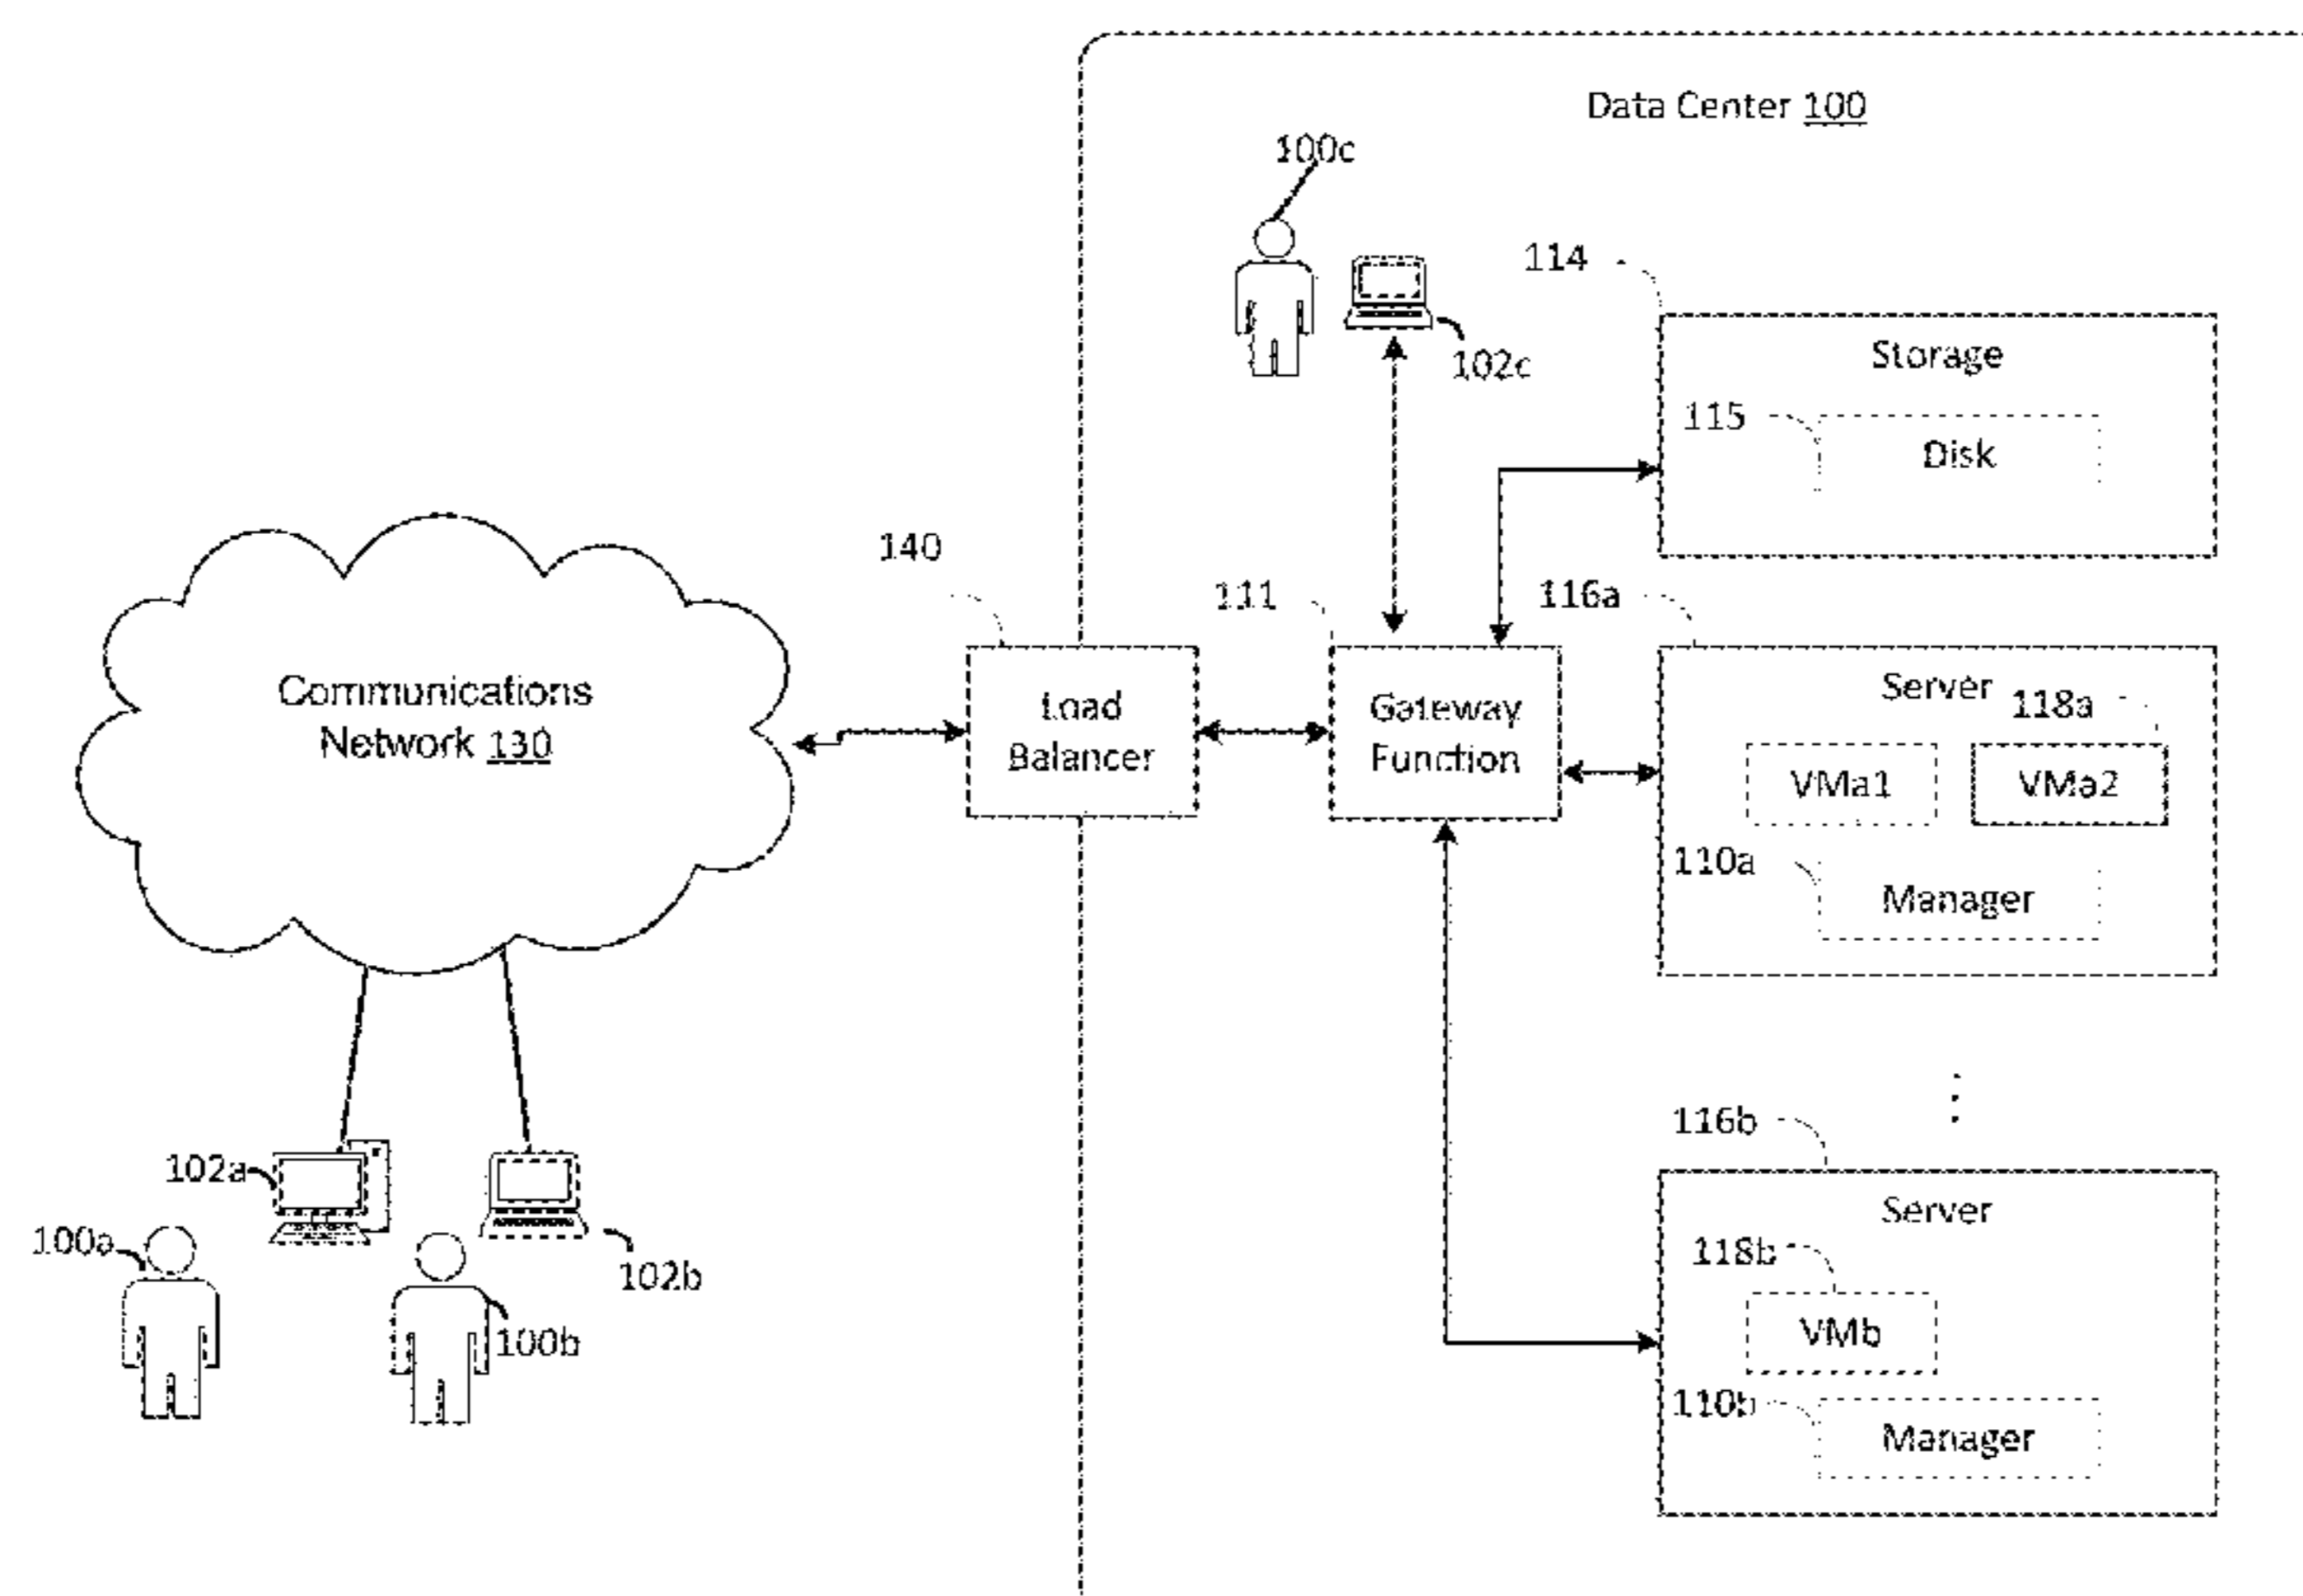 Data Center 100
100c
114
102c
Storage
115
Disk
140
111
116a
Communications
Network 130
Load
Balancer
Gateway
Function
Server
118a
VMa1
VMa2
110a
Manager
116b
102a
Server
100a
118b
102b
100b
VMb
110b
Manager